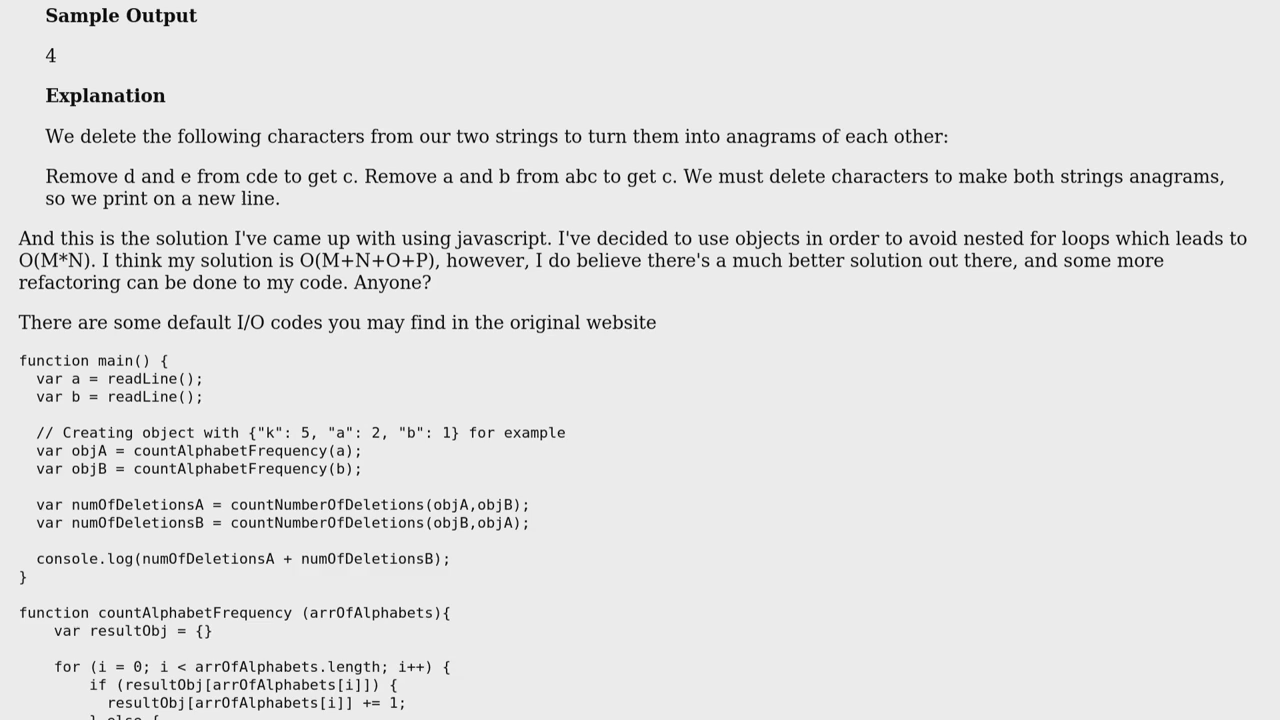 Sample Output
4
Explanation
We delete the following characters from our two strings to turn them into anagrams of each other:
Remove d and e from cde to get c. Remove a and b from abc to get c. We must delete characters to make both strings anagrams,
so we print on a new line.
And this is the solution I've came up with using javascript. I've decided to use objects in order to avoid nested for loops which leads to
O(M*N). I think my solution is O(M+N+O+P), however, I do believe there's a much better solution out there, and some more
refactoring can be done to my code. Anyone?
There are some default I/O codes you may find in the original website
function main() {
  var a = readLine();
  var b = readLine();
  // Creating object with {"k": 5, "a": 2, "b": 1} for example
  var objA = countAlphabetFrequency(a);
  var objB = countAlphabetFrequency(b);
  var numOfDeletionsA = countNumberOfDeletions(objA,objB);
  var numOfDeletionsB = countNumberOfDeletions(objB,objA);
  console.log(numOfDeletionsA + numOfDeletionsB);
}
function countAlphabetFrequency (arrOfAlphabets){
    var resultObj = {}
    for (i = 0; i < arrOfAlphabets.length; i++) {
        if (resultObj[arrOfAlphabets[i]]) {
          resultObj[arrOfAlphabets[i]] += 1;
        } else {